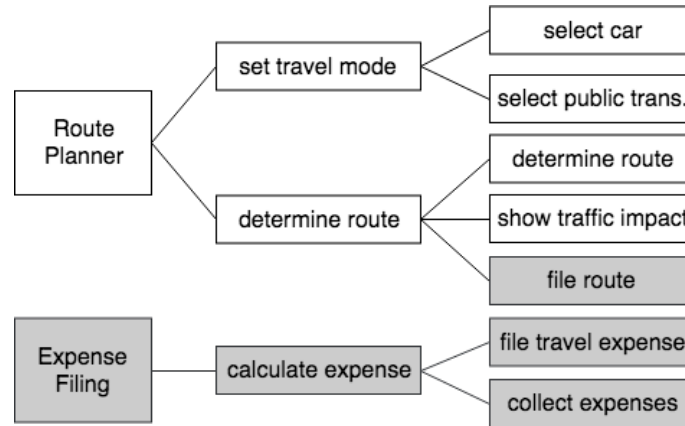 select car
set travel mode
select public trans.
Route
Planner
determine route
determine route
show traffic impact
file route
Expense
Filing
calculate expense
file travel expense
collect expenses